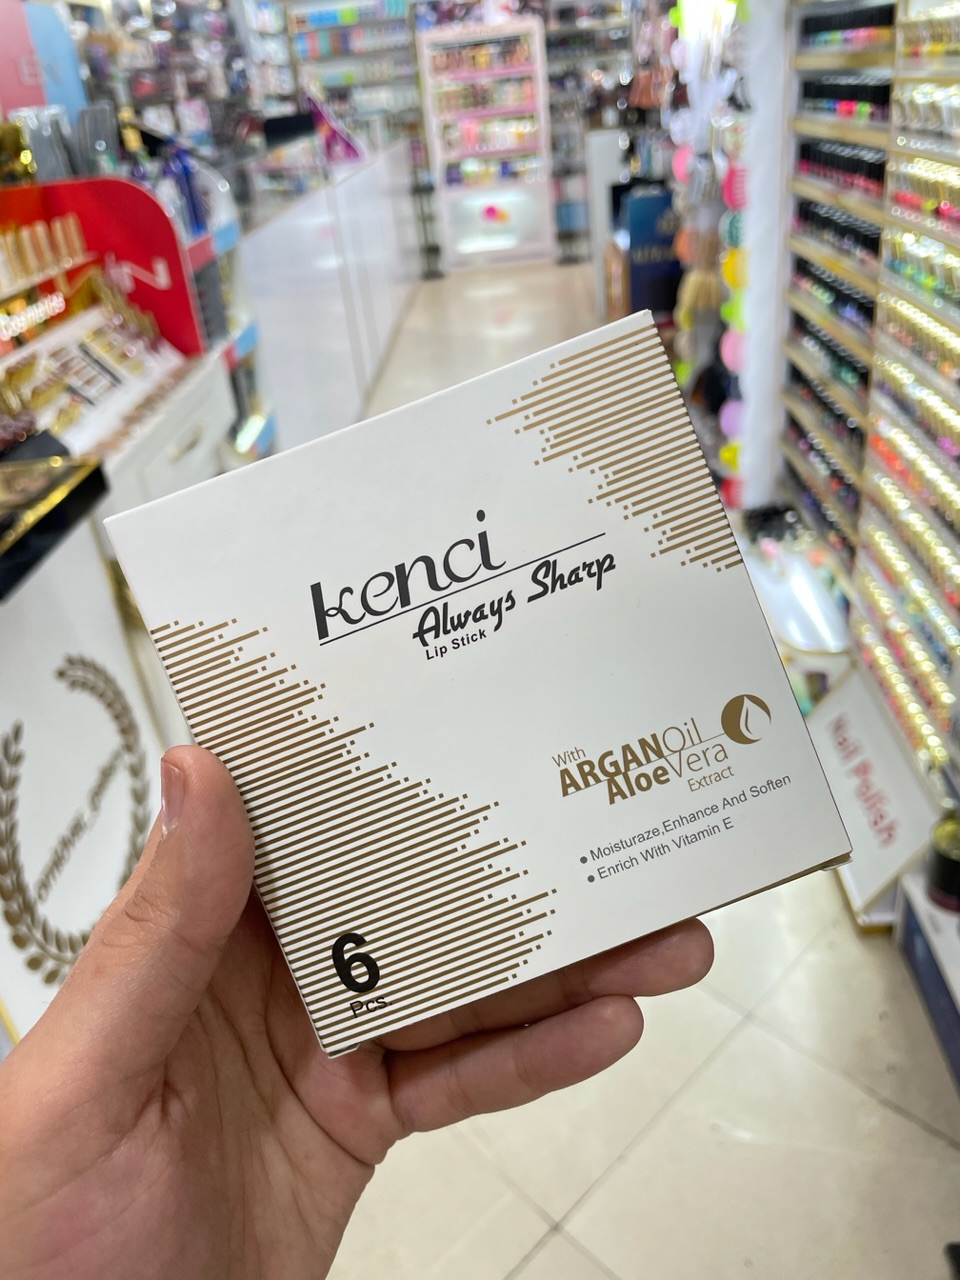 kenci
Always Sharp
Lip Stick
With
ARGAN Oil
Aloe Vera
Extract
● Moisturaze,Enhance And Soften
● Enrich With Vitamin E
6
Pcs
Nail Polish
Cosmetics